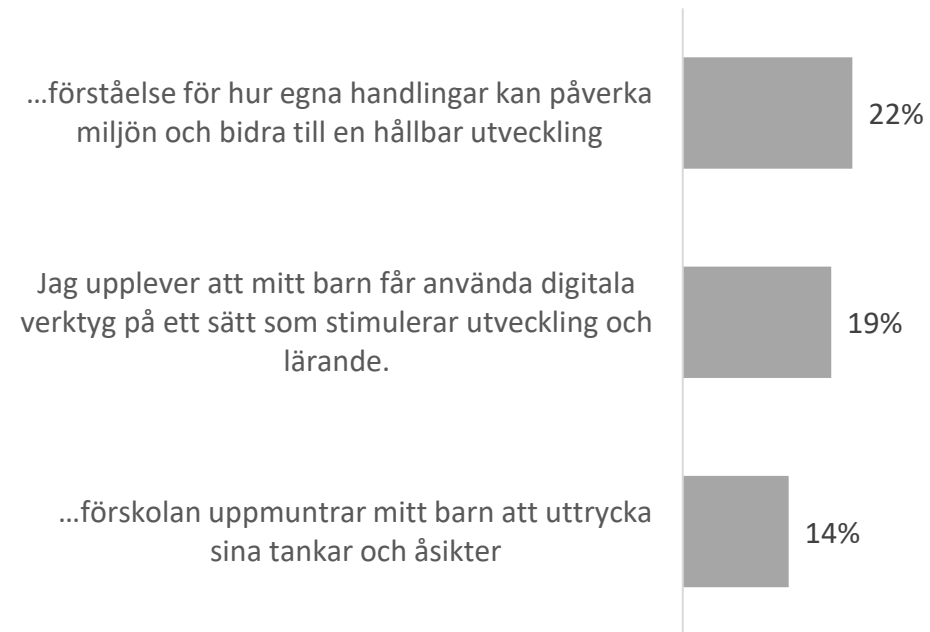 ...förståelse för hur egna handlingar kan påverka
miljön och bidra till en hållbar utveckling
22%
Jag upplever att mitt barn får använda digitala
verktyg på ett sätt som stimulerar utveckling och
lärande.
19%
...förskolan uppmuntrar mitt barn att uttrycka
sina tankar och åsikter
14%